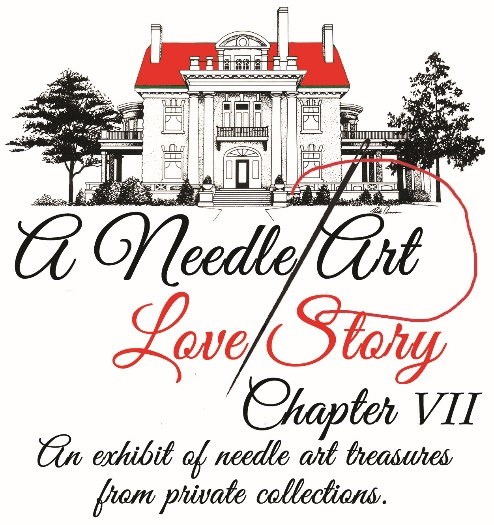 A Needle Art
Love Story
Chapter VII
An exhibit of needle art treasures
from private collections.